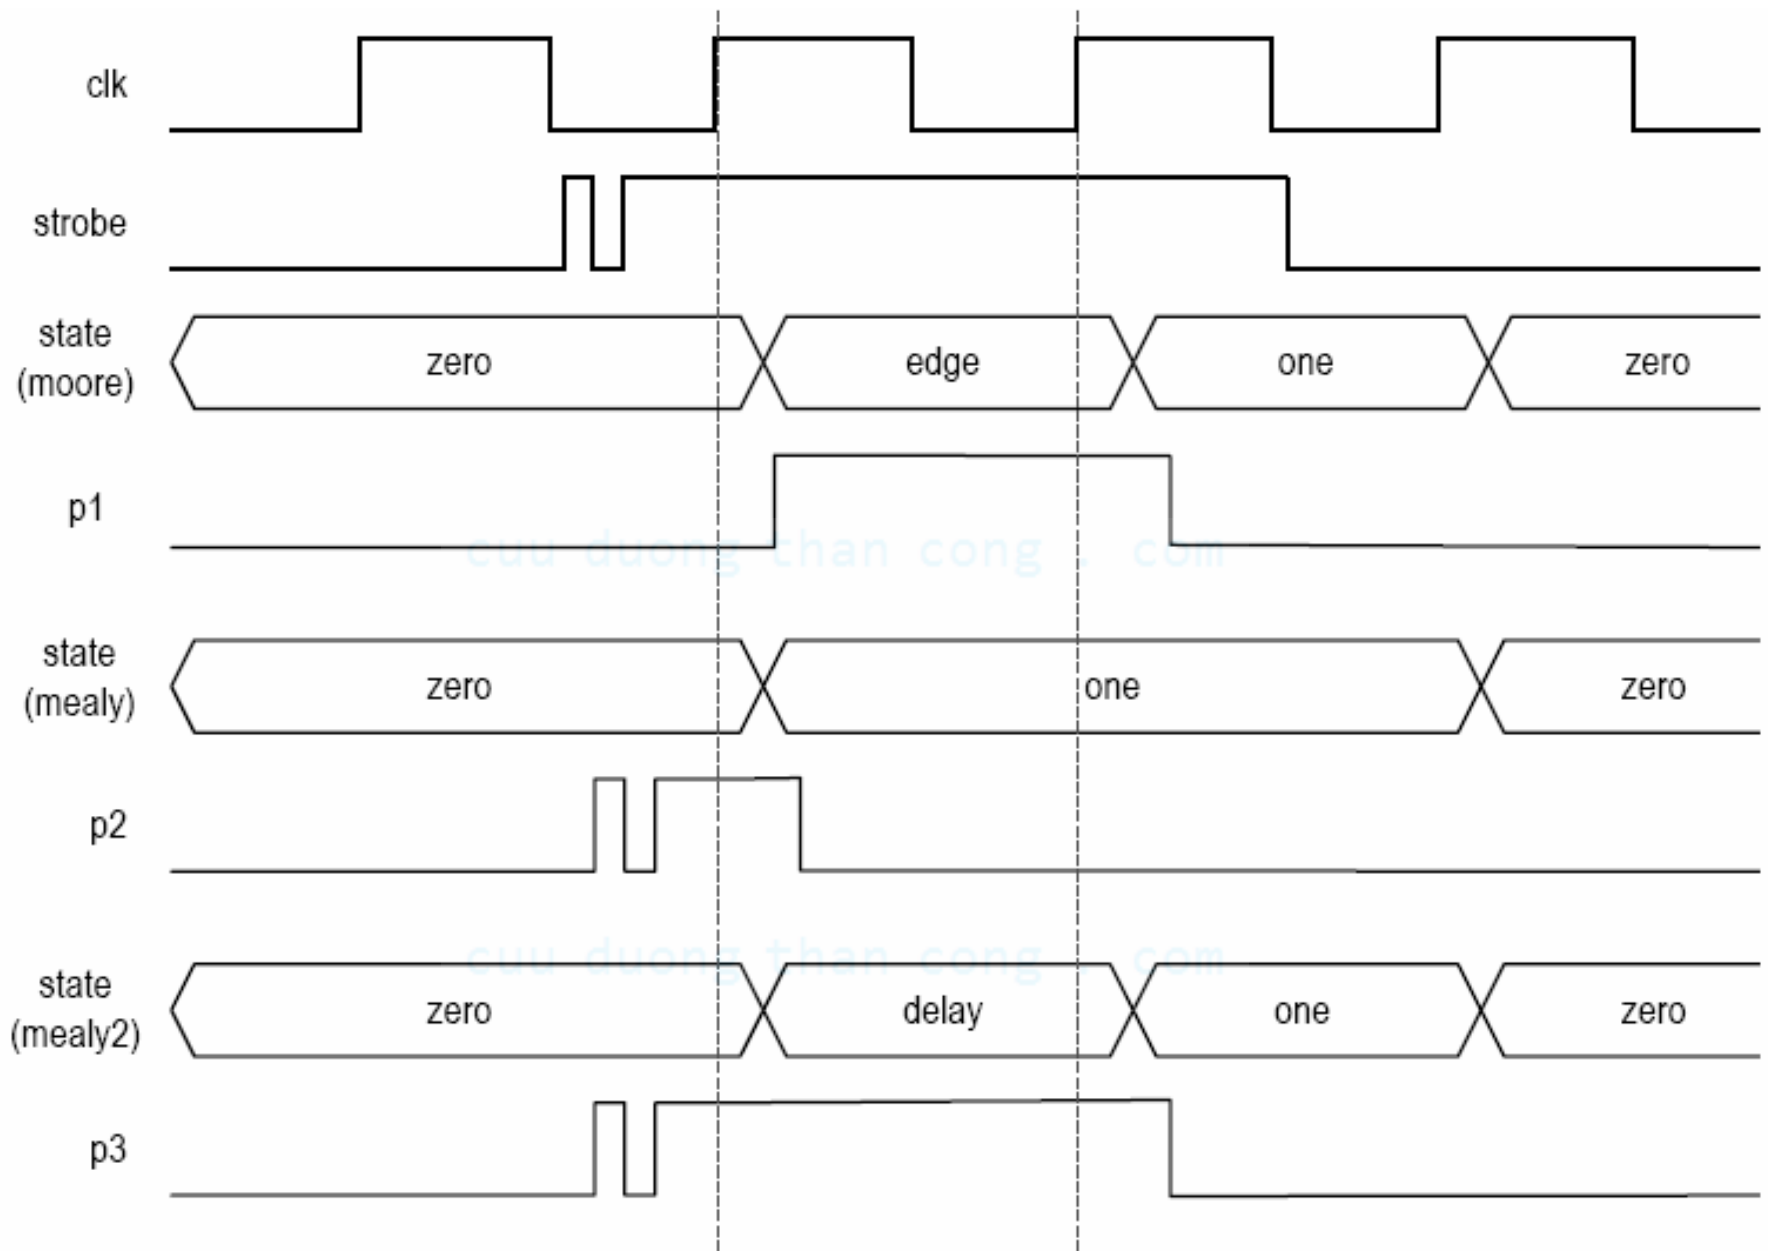 clk
strobe
state
(moore)
zero
edge
one
zero
p1
cuu duong than cong . com
state
(mealy)
zero
one
zero
p2
cuu duong than cong . com
state
(mealy2)
zero
delay
one
zero
p3